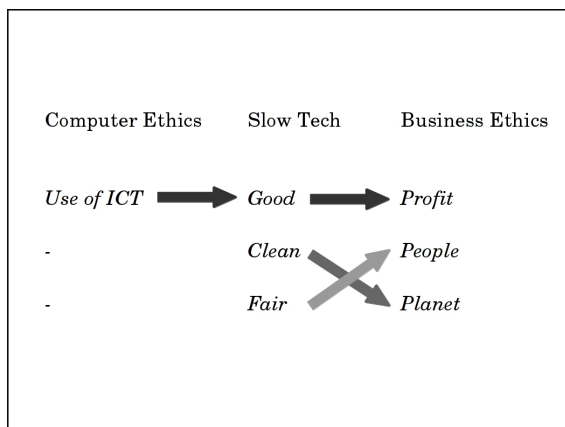 Computer Ethics Slow Tech Business Ethics
Use of ICT Good Profit
- Clean People
- Fair Planet